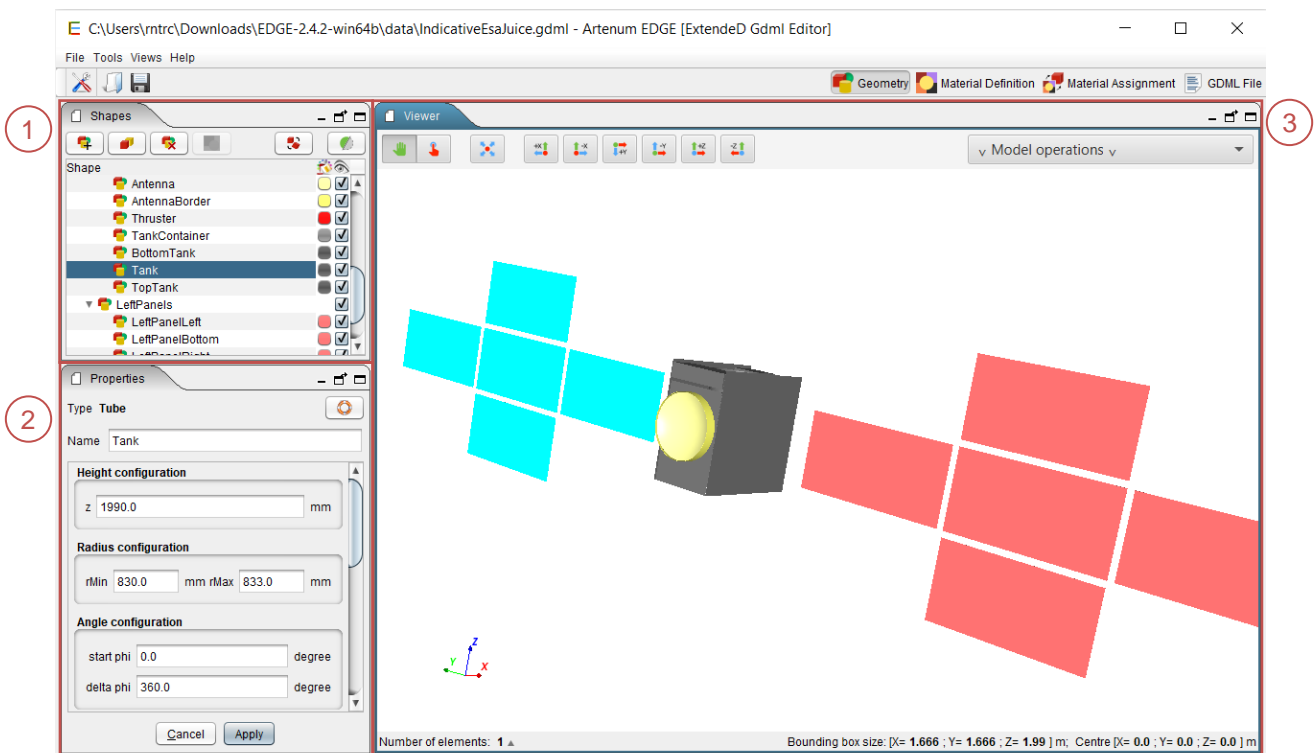 C:\Users\rntrc\Downloads\EDGE-2.4.2-win64b\data\IndicativeEsaJuice.gdml - Artenum EDGE [ExtendeD Gdml Editor]
File Tools Views Help
Geometry Material Definition Material Assignment GDML File
1
Shapes
Shape
Antenna
AntennaBorder
Thruster
TankContainer
BottomTank
Tank
TopTank
LeftPanels
LeftPanelLeft
LeftPanelBottom
LeftPanelRight
2
Properties
Type Tube
Name Tank
Height configuration
z 1990.0 mm
Radius configuration
rMin 830.0 mm rMax 833.0 mm
Angle configuration
start phi 0.0 degree
delta phi 360.0 degree
Cancel Apply
3
Viewer
+X -X +Y -Y +Z -Z
v Model operations v
Z
Y
X
Number of elements: 1 Bounding box size: [X= 1.666 ; Y= 1.666 ; Z= 1.99 ] m; Centre [X= 0.0 ; Y= 0.0 ; Z= 0.0 ] m